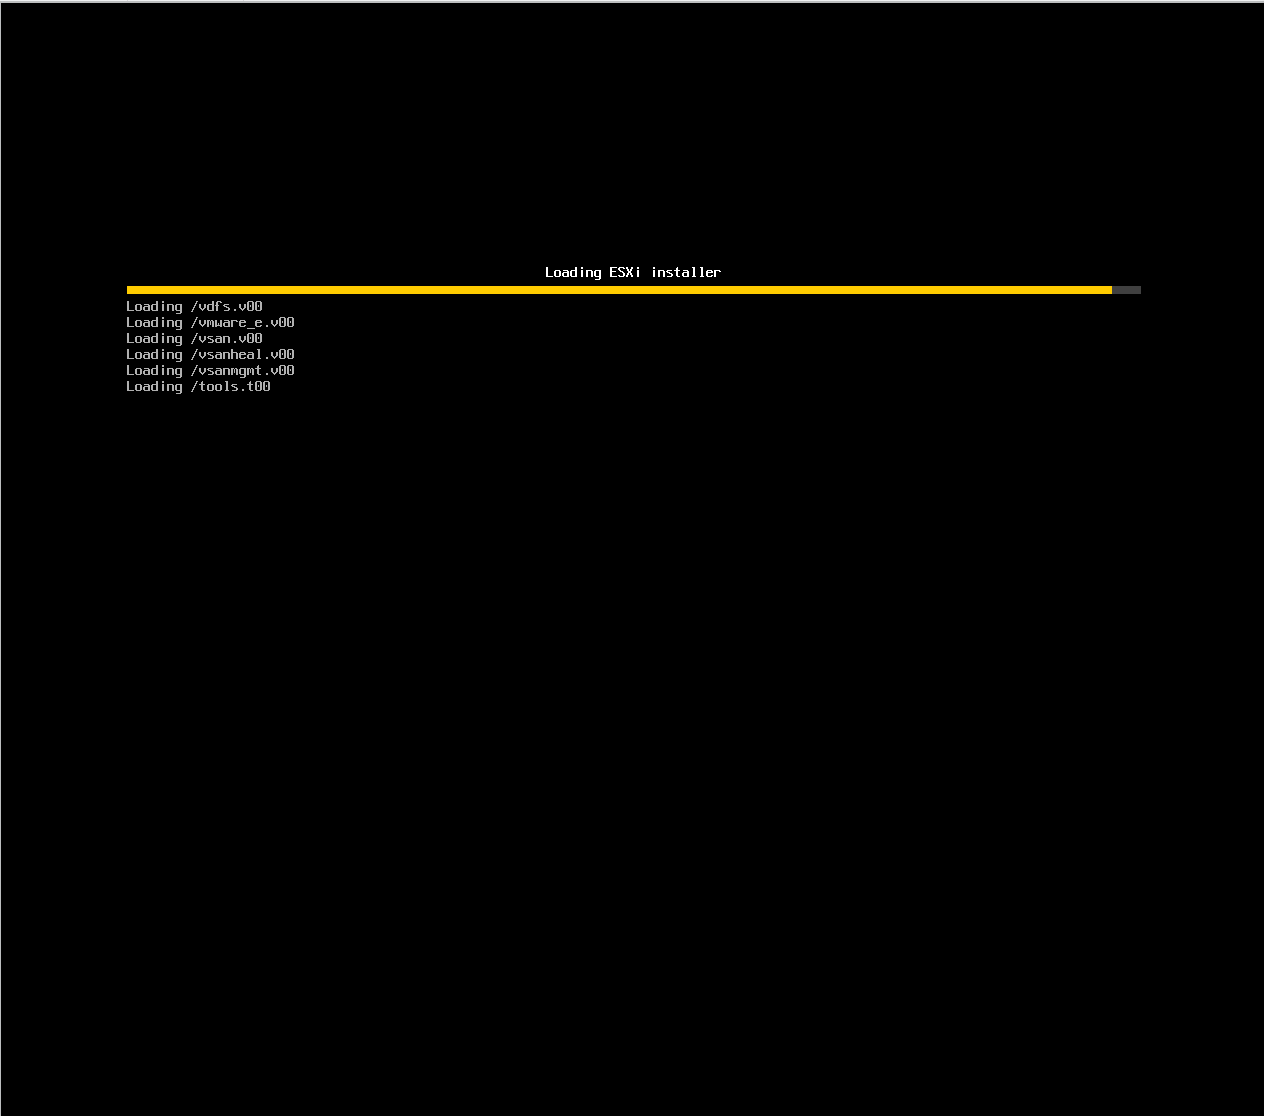 Loading ESXi installer
Loading /vdfs.v00
Loading /vmware_e.v00
Loading /vsan.v00
Loading /vsanheal.v00
Loading /vsanmgmt.v00
Loading /tools.t00